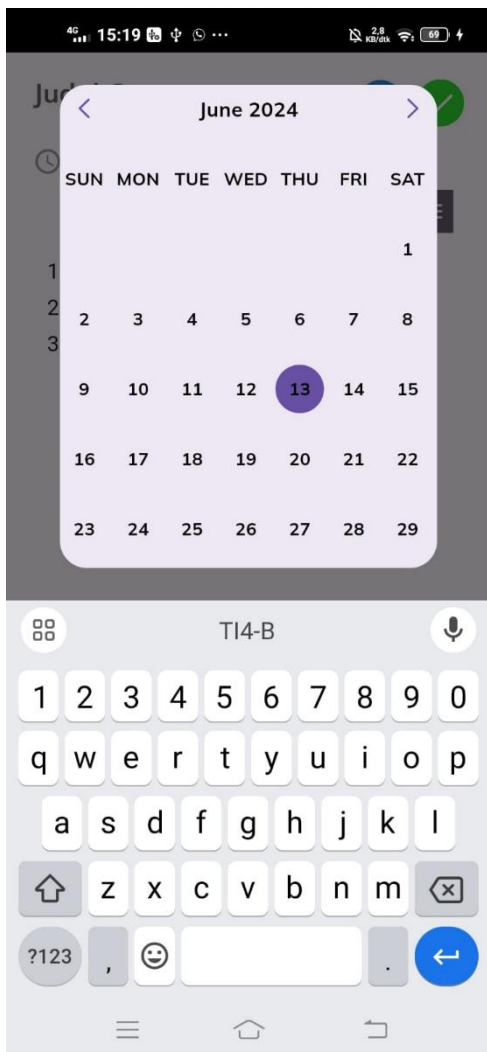 4G 15:19 2,8 KB/dtk 69
Jud
June 2024
SUN MON TUE WED THU FRI SAT
1
1
2
2 3 4 5 6 7 8
3
9 10 11 12 13 14 15
16 17 18 19 20 21 22
23 24 25 26 27 28 29
TI4-B
1 2 3 4 5 6 7 8 9 0
q w e r t y u i o p
a s d f g h j k l
z x c v b n m
?123 , .